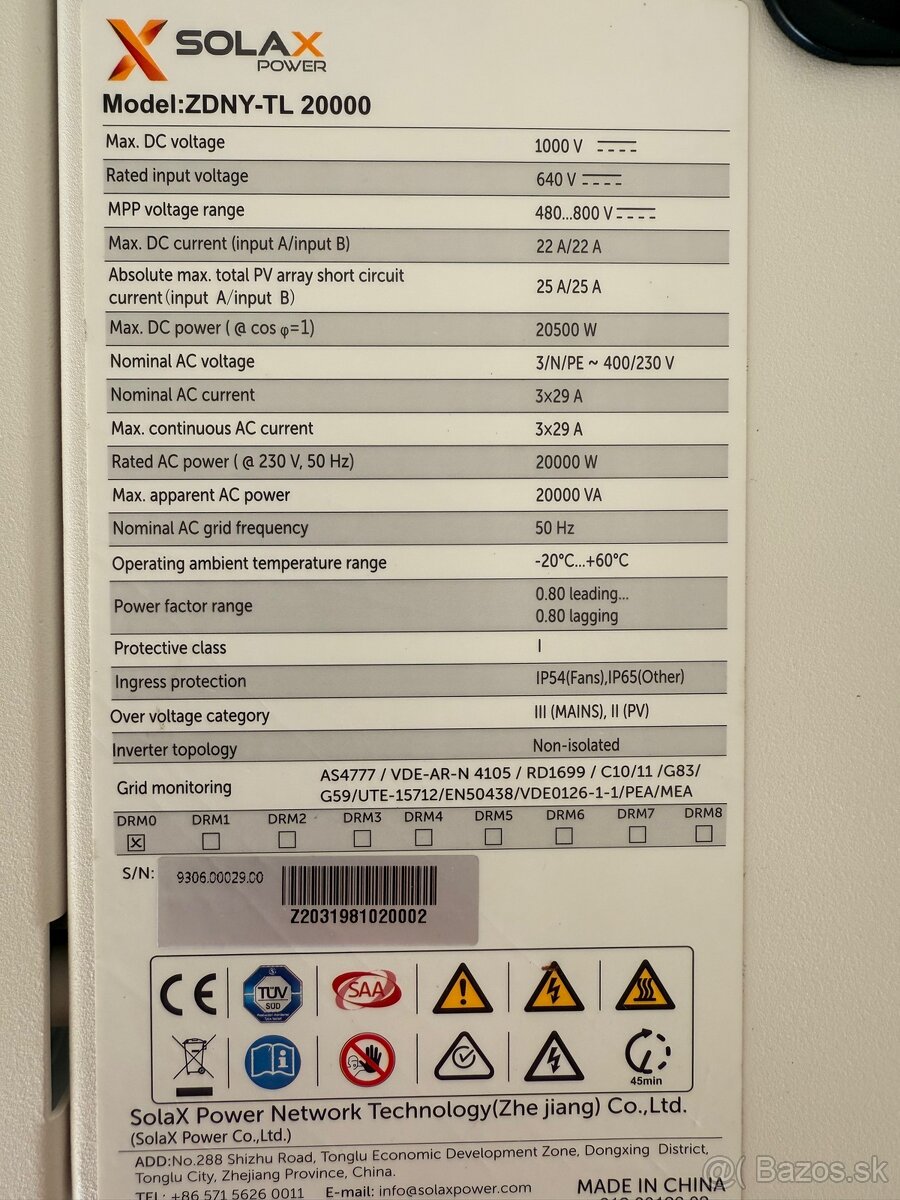 SOLAX
POWER
Model:ZDNY-TL 20000
Max. DC voltage 1000 V
Rated input voltage 640 V
MPP voltage range 480...800 V
Max. DC current (input A/input B) 22 A/22 A
Absolute max. total PV array short circuit
current(input A/input B) 25 A/25 A
Max. DC power ( @ cos φ=1) 20500 W
Nominal AC voltage 3/N/PE ~ 400/230 V
Nominal AC current 3×29 A
Max. continuous AC current 3×29 A
Rated AC power ( @ 230 V, 50 Hz) 20000 W
Max. apparent AC power 20000 VA
Nominal AC grid frequency 50 Hz
Operating ambient temperature range -20°C...+60°C
Power factor range 0.80 leading...
0.80 lagging
Protective class I
Ingress protection IP54(Fans),IP65(Other)
Over voltage category III (MAINS), II (PV)
Inverter topology Non-isolated
Grid monitoring AS4777 / VDE-AR-N 4105 / RD1699 / C10/11 /G83/
G59/UTE-15712/EN50438/VDE0126-1-1/PEA/MEA
DRM0 DRM1 DRM2 DRM3 DRM4 DRM5 DRM6 DRM7 DRM8
S/N: 9306.00029.00
Z2031981020002
CE TÜV SÜD SAA
45min
SolaX Power Network Technology(Zhe jiang) Co.,Ltd.
(SolaX Power Co.,Ltd.)
ADD:No.288 Shizhu Road, Tonglu Economic Development Zone, Dongxing District,
Tonglu City, Zhejiang Province, China.
TEL: +86 571 5626 0011 E-mail: info@solaxpower.com MADE IN CHINA
@( Bazos.sk